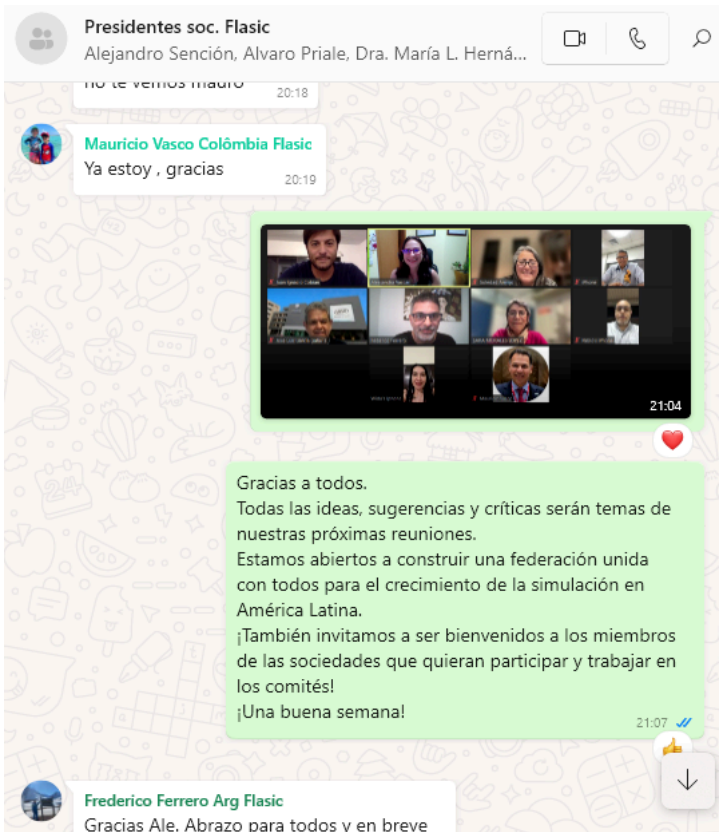 Presidentes soc. Flasic
Alejandro Sención, Alvaro Priale, Dra. María L. Herná...
no te vemos mauro
20:18
Mauricio Vasco Colômbia Flasic
Ya estoy , gracias
20:19
21:04
Gracias a todos.
Todas las ideas, sugerencias y críticas serán temas de
nuestras próximas reuniones.
Estamos abiertos a construir una federación unida
con todos para el crecimiento de la simulación en
América Latina.
¡También invitamos a ser bienvenidos a los miembros
de las sociedades que quieran participar y trabajar en
los comités!
¡Una buena semana!
21:07
Frederico Ferrero Arg Flasic
Gracias Ale. Abrazo para todos y en breve